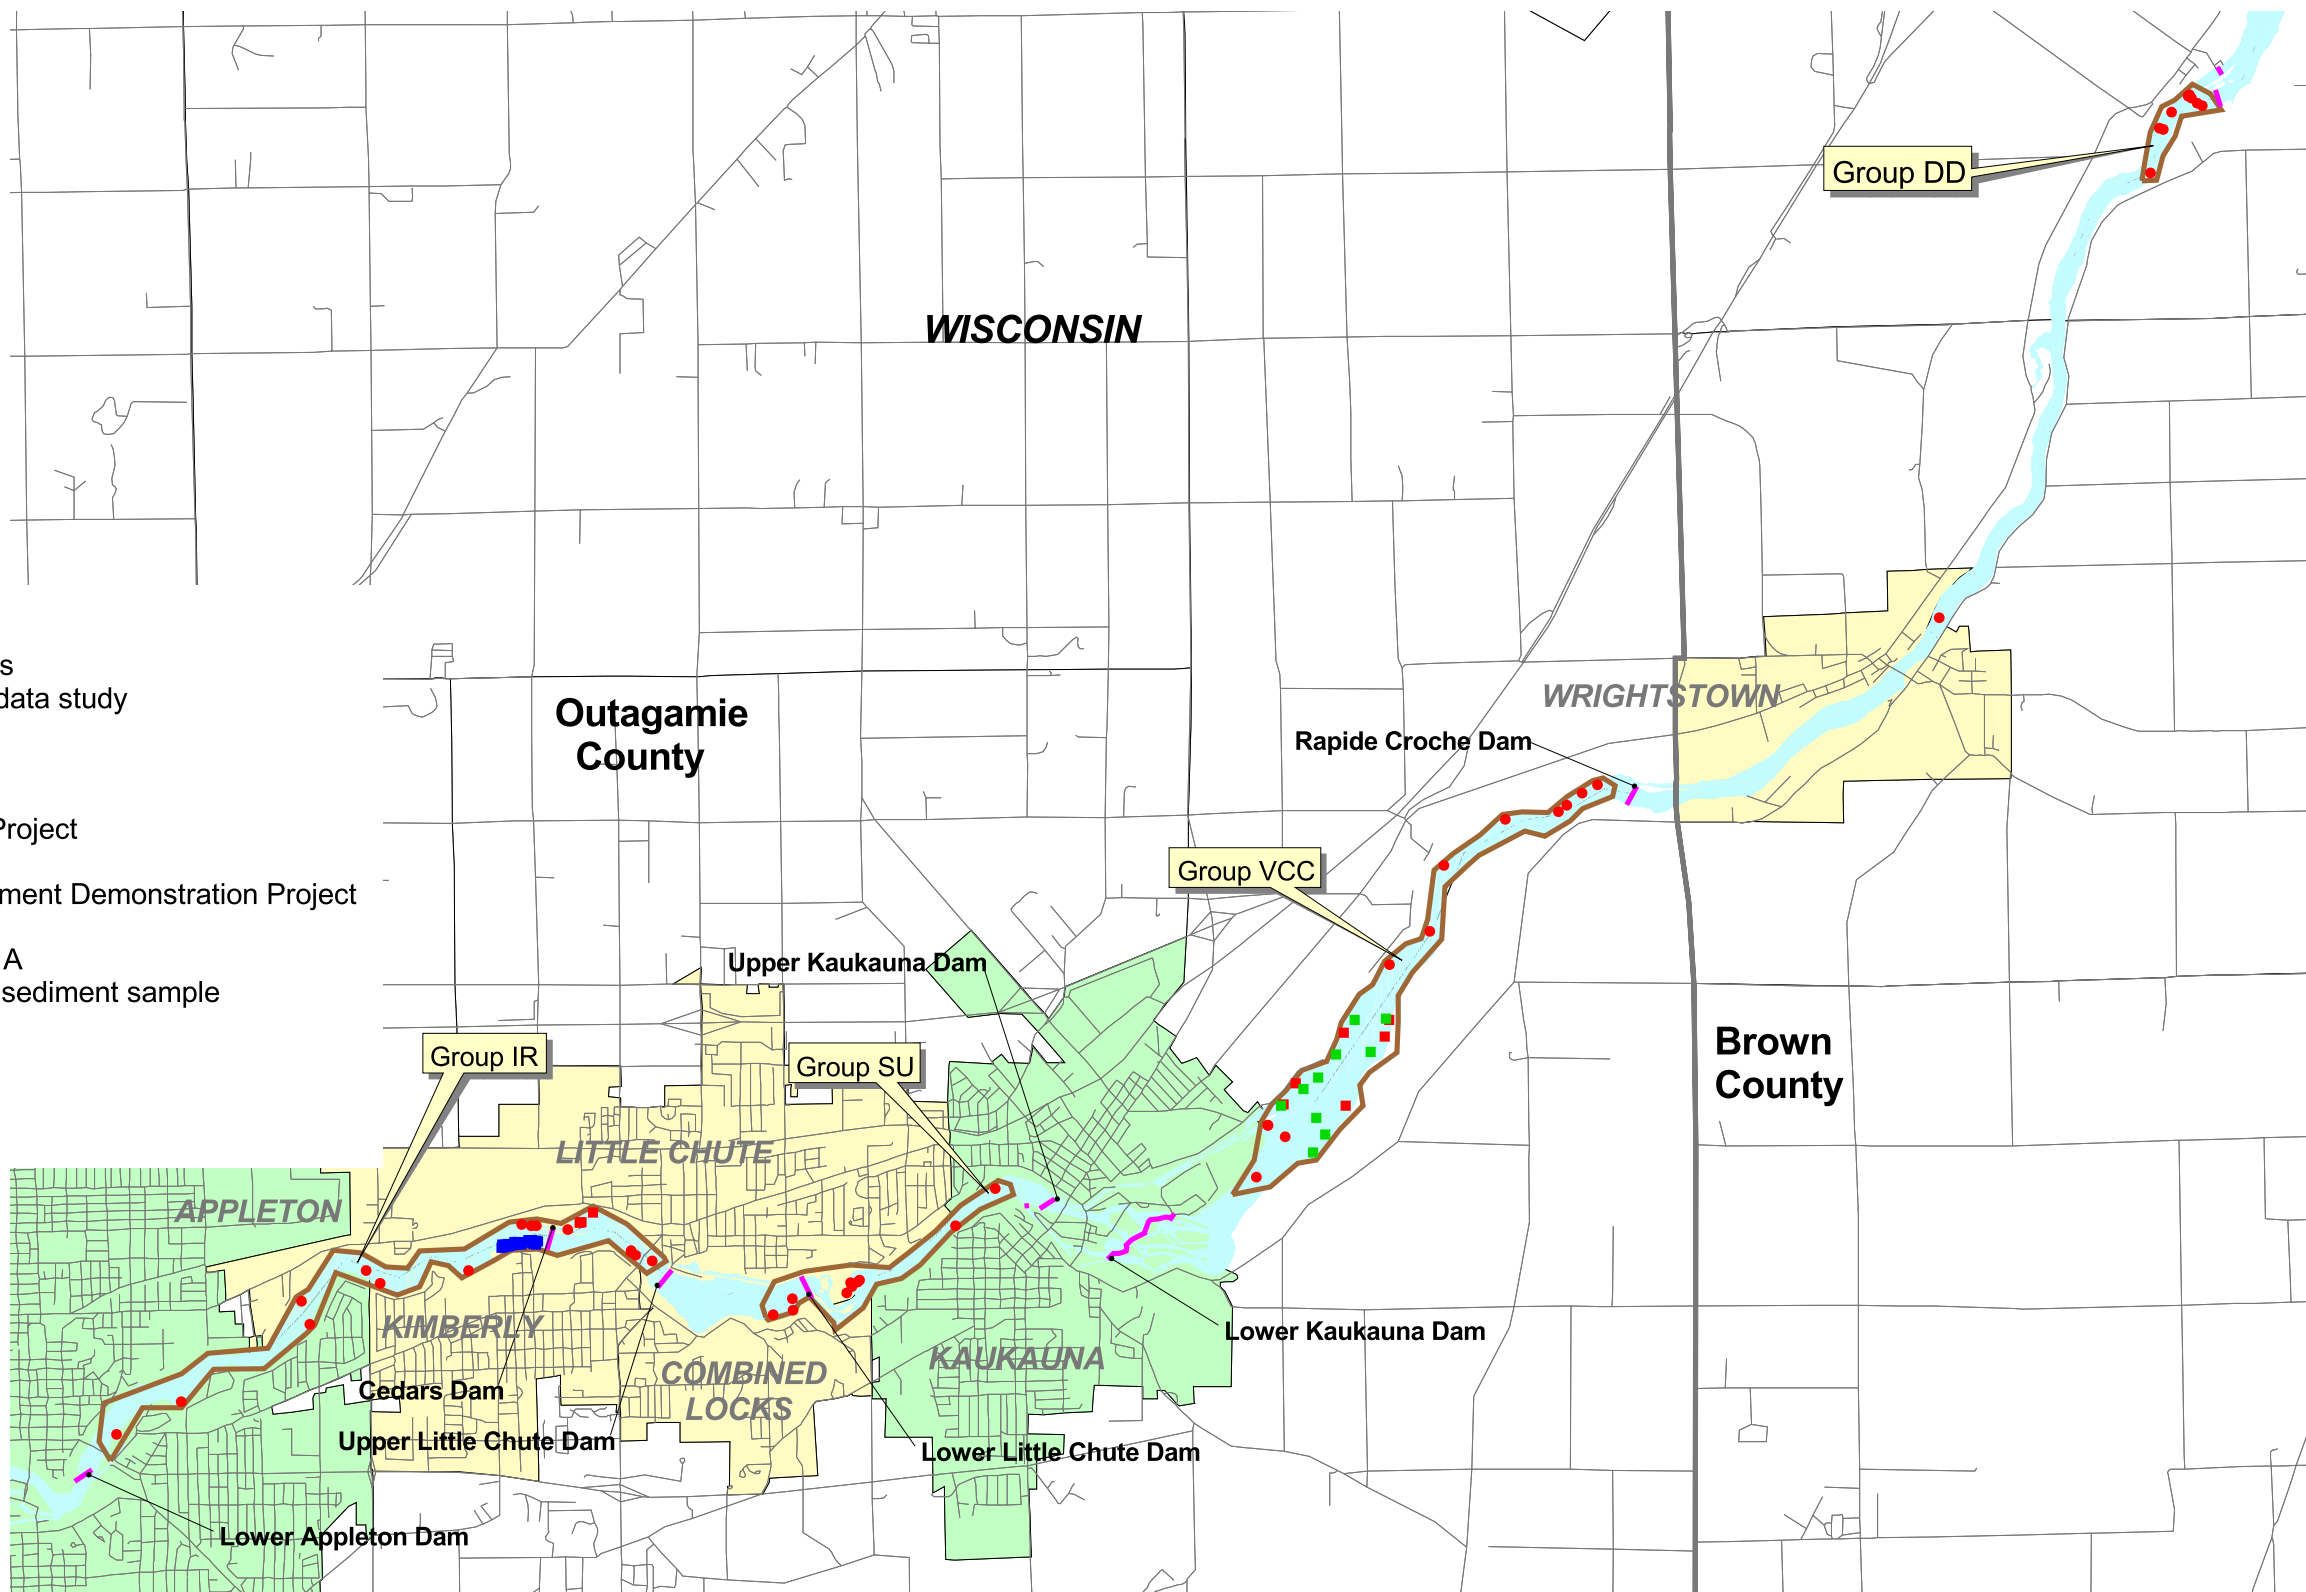 Group DD
WISCONSIN
s
data study
WRIGHTSTOWN
Outagamie
County
Rapide Croche Dam
Project
Group VCC
ment Demonstration Project
A
Upper Kaukauna Dam
sediment sample
Brown
County
Group IR
Group SU
LITTLE CHUTE
APPLETON
KIMBERLY
Lower Kaukauna Dam
KAUKAUNA
COMBINED
LOCKS
Cedars Dam
Upper Little Chute Dam
Lower Little Chute Dam
Lower Appleton Dam